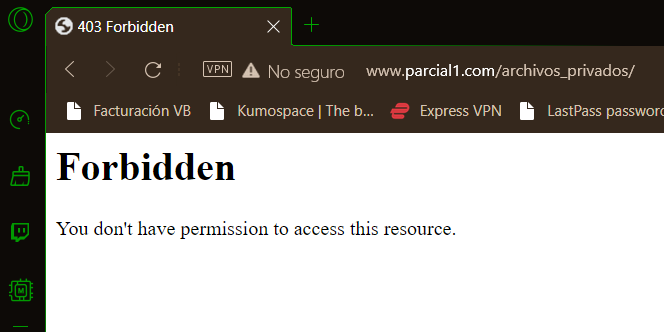 403 Forbidden
VPN No seguro www.parcial1.com/archivos_privados/
Facturación VB Kumospace | The b... Express VPN LastPass password
Forbidden
You don't have permission to access this resource.
M